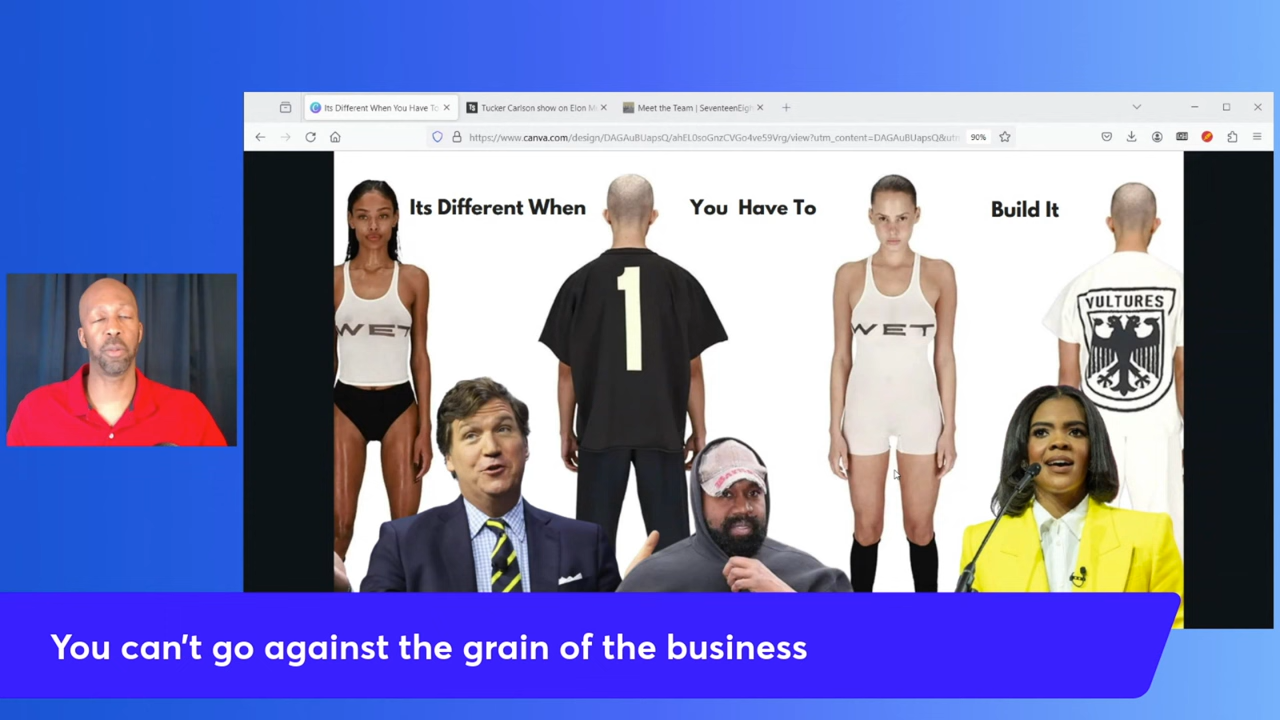 Its Different When You Have To
Tucker Carlson show on Elon M
Meet the Team | SeventeenEigh
https://www.canva.com/design/DAGAuBUapsQ/ahEL0soGnzCVGo4ve59Vrg/view?utm_content=DAGAuBUapsQ&utm
90%
Its Different When
You Have To
Build It
1
VULTURES
WET
WET
You can't go against the grain of the business